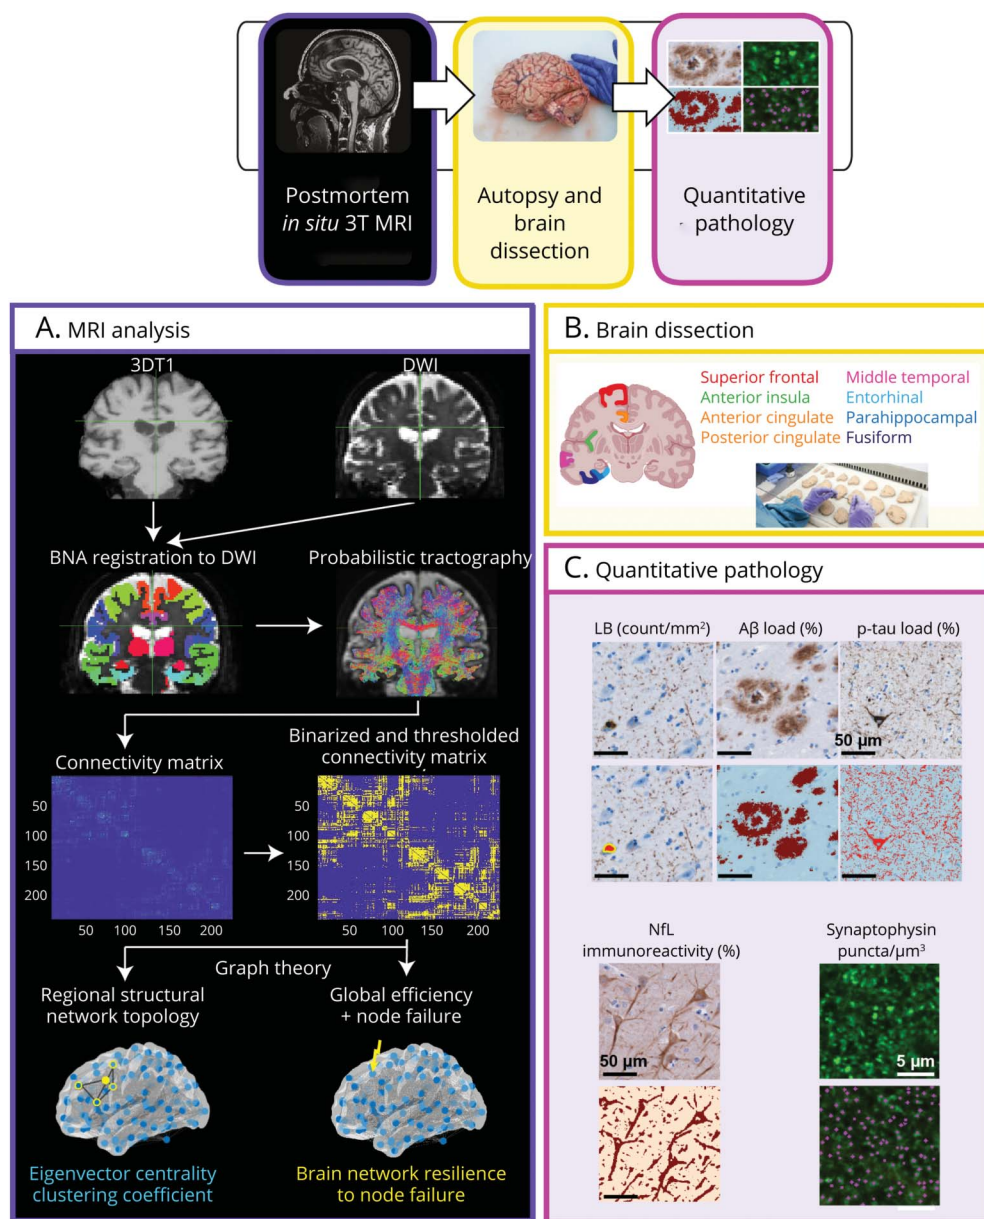 Postmortem
in situ 3T MRI
Autopsy and
brain
dissection
Quantitative
pathology
A. MRI analysis
3DT1
DWI
BNA registration to DWI
Probabilistic tractography
Connectivity matrix
Binarized and thresholded
connectivity matrix
50
100
150
200
50 100 150 200
50
100
150
200
50 100 150 200
Graph theory
Regional structural
network topology
Global efficiency
+ node failure
Eigenvector centrality
clustering coefficient
Brain network resilience
to node failure
B. Brain dissection
Superior frontal
Anterior insula
Anterior cingulate
Posterior cingulate
Middle temporal
Entorhinal
Parahippocampal
Fusiform
C. Quantitative pathology
LB (count/mm²)
Aβ load (%)
p-tau load (%)
50 µm
NfL
immunoreactivity (%)
Synaptophysin
puncta/µm³
50 µm
5 µm